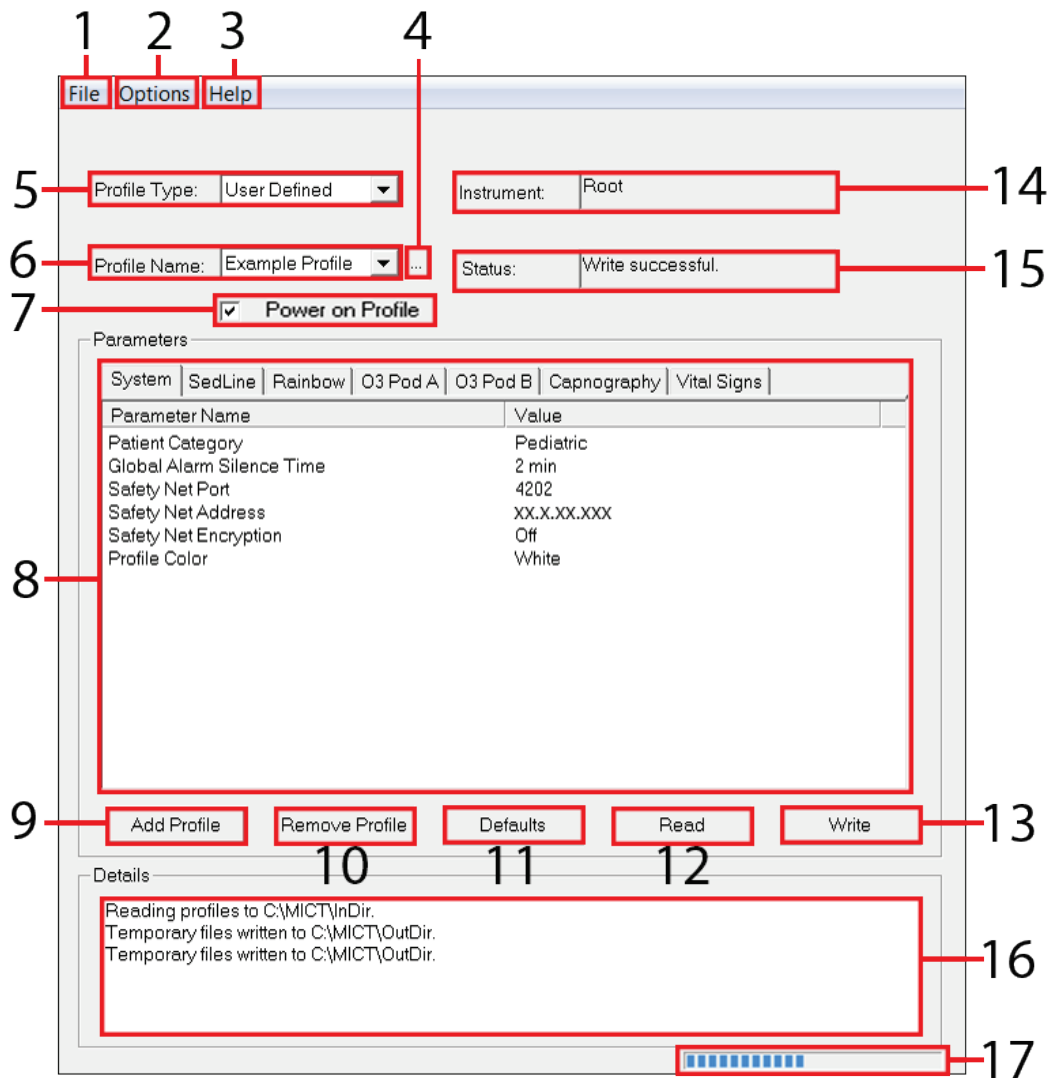 1 2 3 4
File Options Help
5 Profile Type: User Defined Instrument: Root 14
6 Profile Name: Example Profile ... Status: Write successful. 15
7 Power on Profile
Parameters
System SedLine Rainbow O3 Pod A O3 Pod B Capnography Vital Signs
Parameter Name Value
Patient Category Pediatric
Global Alarm Silence Time 2 min
Safety Net Port 4202
Safety Net Address XX.X.XX.XXX
Safety Net Encryption Off
Profile Color White
8
9 Add Profile Remove Profile Defaults Read Write 13
10 11 12
Details
Reading profiles to C:\MICT\InDir.
Temporary files written to C:\MICT\OutDir.
Temporary files written to C:\MICT\OutDir.
16
17